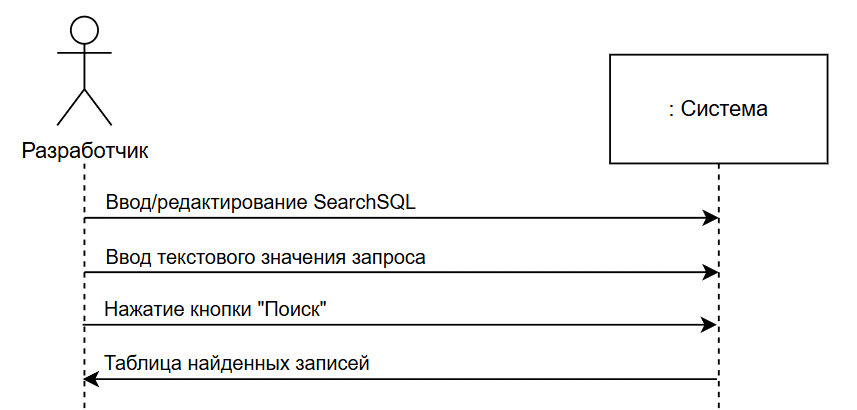 : Система
Разработчик
Ввод/редактирование SearchSQL
Ввод текстового значения запроса
Нажатие кнопки "Поиск"
Таблица найденных записей